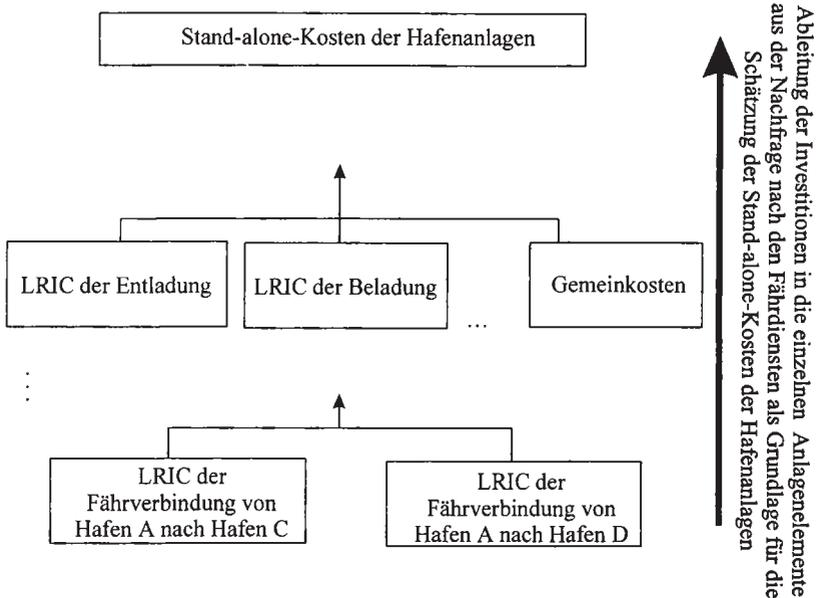 Stand-alone-Kosten der Hafenanlagen
LRIC der Entladung
LRIC der Beladung
...
Gemeinkosten
...
LRIC der
Fährverbindung von
Hafen A nach Hafen C
LRIC der
Fährverbindung von
Hafen A nach Hafen D
Ableitung der Investitionen in die einzelnen Anlagenelemente
aus der Nachfrage nach den Fährdiensten als Grundlage für die
Schätzung der Stand-alone-Kosten der Hafenanlagen